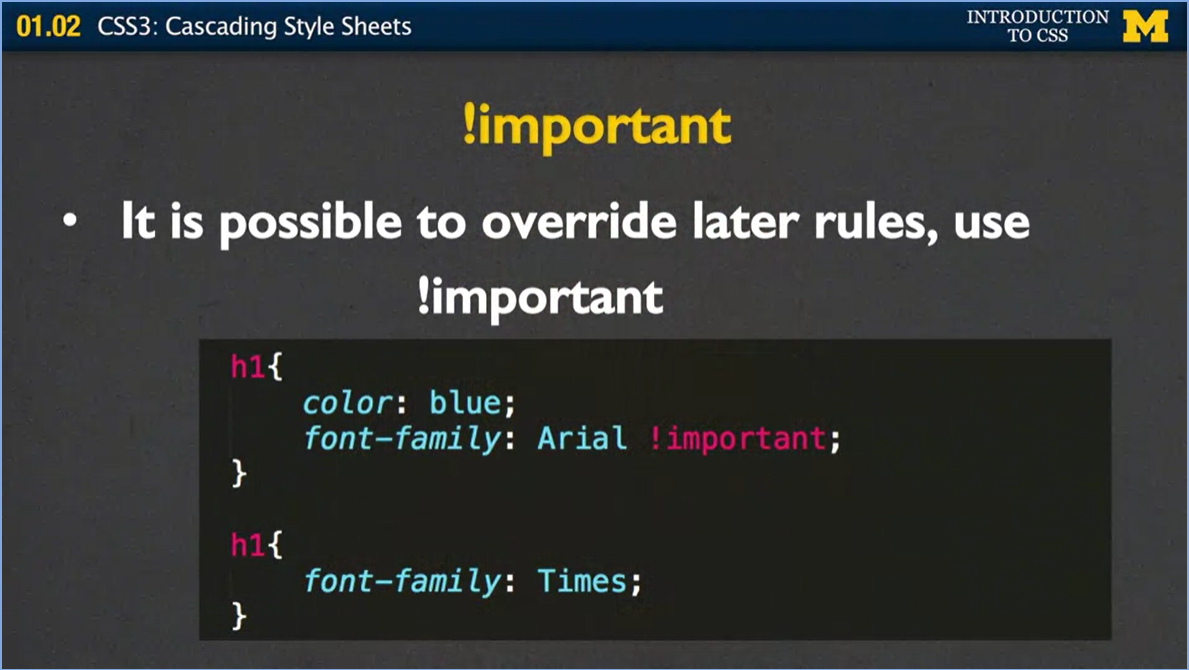 01.02 CSS3: Cascading Style Sheets
INTRODUCTION
TO CSS
M
!important
• It is possible to override later rules, use
!important
h1{
color: blue;
font-family: Arial !important;
}
h1{
font-family: Times;
}